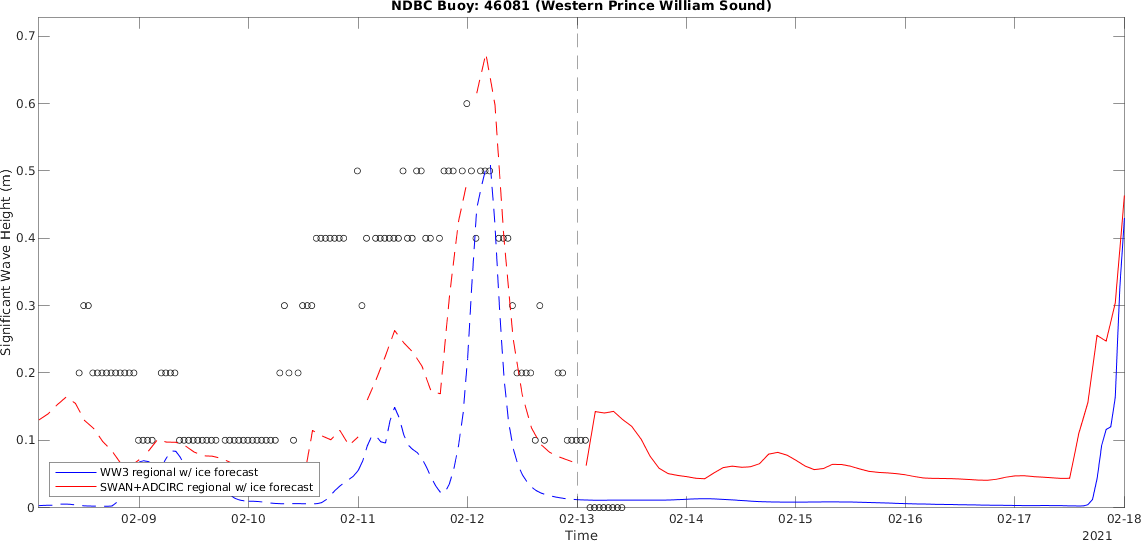 NDBC Buoy: 46081 (Western Prince William Sound)
Significant Wave Height (m)
0.7
0.6
0.5
0.4
0.3
0.2
0.1
0
WW3 regional w/ ice forecast
SWAN+ADCIRC regional w/ ice forecast
02-09 02-10 02-11 02-12 02-13 02-14 02-15 02-16 02-17 02-18
Time
2021